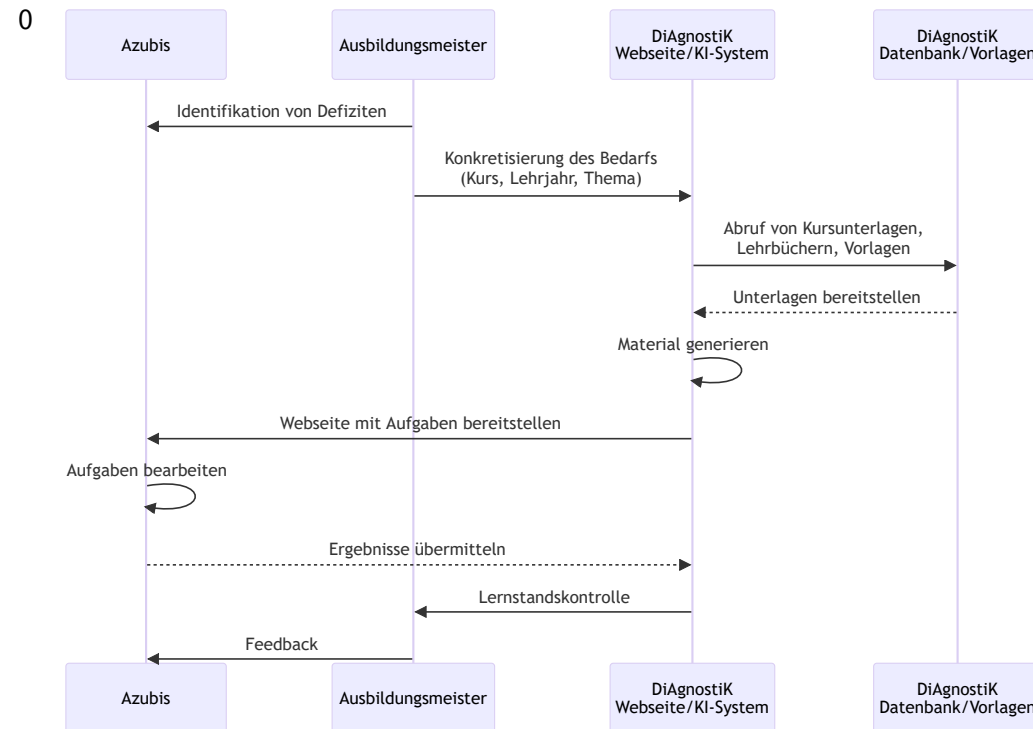 0
Azubis
Ausbildungsmeister
DiAgnostiK
Webseite/KI-System
DiAgnostiK
Datenbank/Vorlagen
Identifikation von Defiziten
Konkretisierung des Bedarfs
(Kurs, Lehrjahr, Thema)
Abruf von Kursunterlagen,
Lehrbüchern, Vorlagen
Unterlagen bereitstellen
Material generieren
Webseite mit Aufgaben bereitstellen
Aufgaben bearbeiten
Ergebnisse übermitteln
Lernstandskontrolle
Feedback
Azubis
Ausbildungsmeister
DiAgnostiK
Webseite/KI-System
DiAgnostiK
Datenbank/Vorlagen